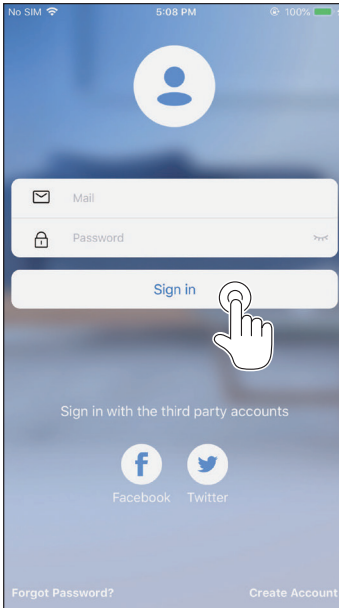 No SIM 5:08 PM 100%
Mail
Password
Sign in
Sign in with the third party accounts
Facebook Twitter
Forgot Password? Create Account